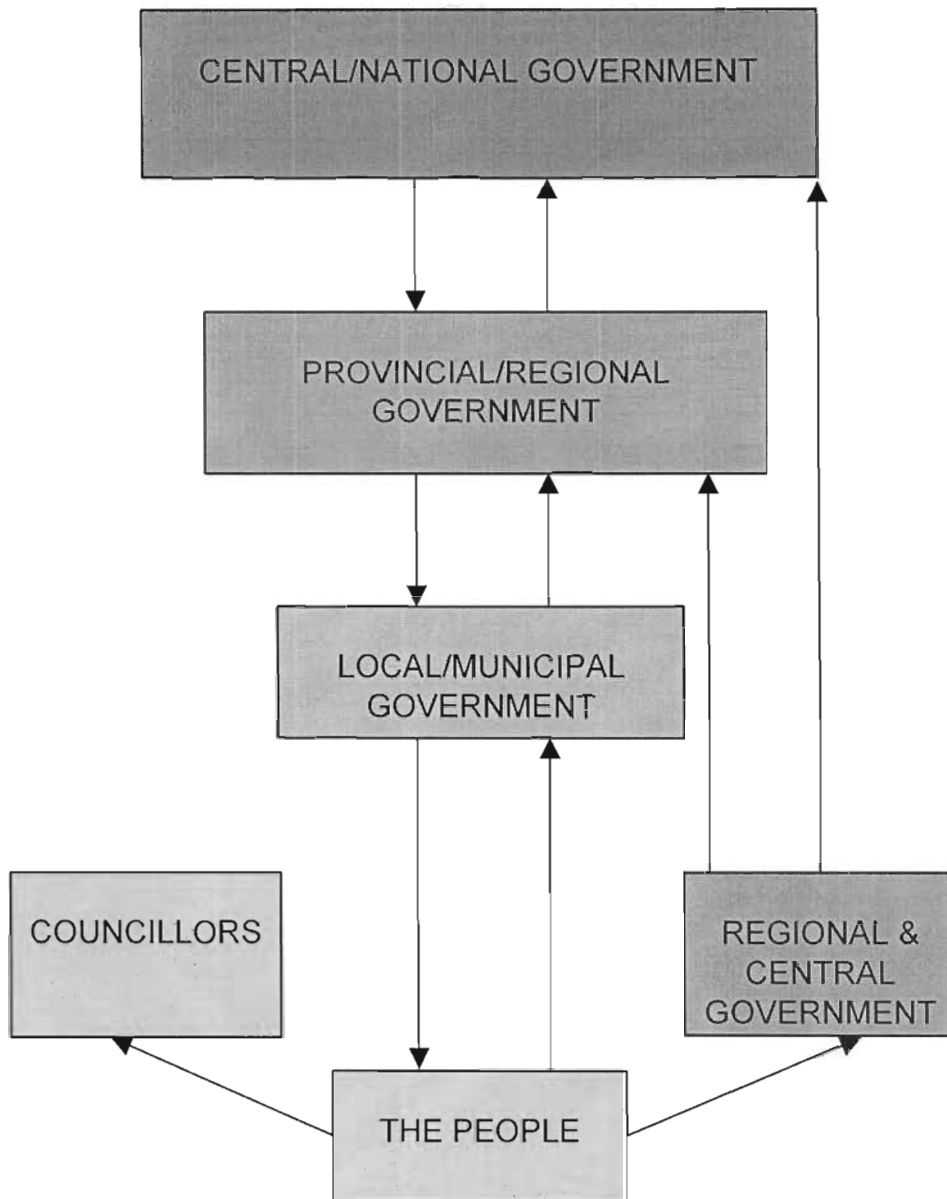 CENTRAL/NATIONAL GOVERNMENT
PROVINCIAL/REGIONAL
GOVERNMENT
LOCAL/MUNICIPAL
GOVERNMENT
COUNCILLORS
REGIONAL &
CENTRAL
GOVERNMENT
THE PEOPLE